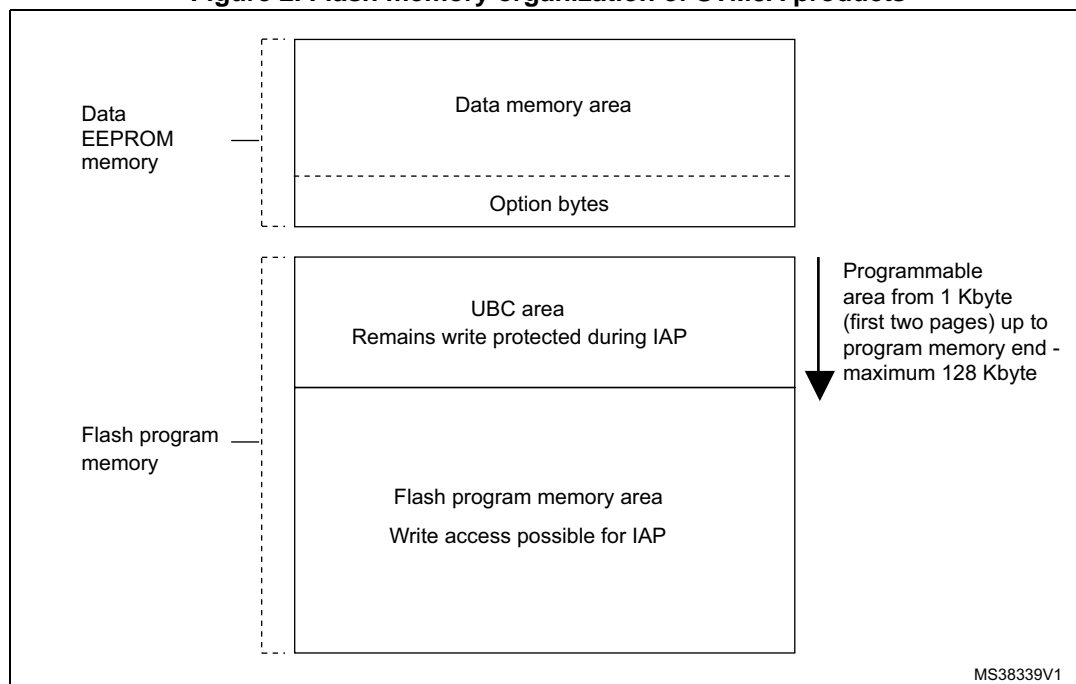 Data memory area
Data
EEPROM
memory
Option bytes
UBC area
Remains write protected during IAP
Programmable
area from 1 Kbyte
(first two pages) up to
program memory end -
maximum 128 Kbyte
Flash program
memory
Flash program memory area
Write access possible for IAP
MS38339V1